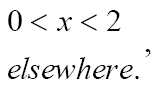 0 < x < 2
elsewhere.,